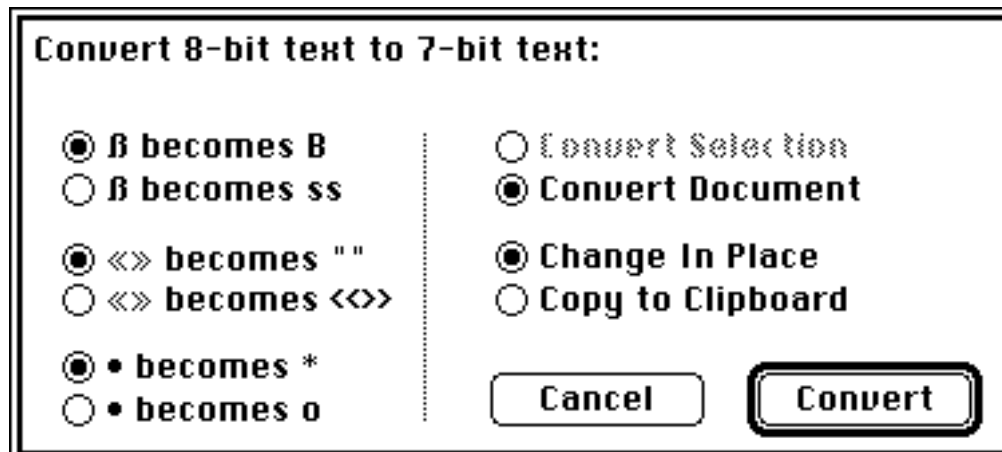 Convert 8-bit text to 7-bit text:
ß becomes B
ß becomes ss
«» becomes ""
«» becomes <<>>
• becomes *
• becomes o
Convert Selection
Convert Document
Change In Place
Copy to Clipboard
Cancel
Convert